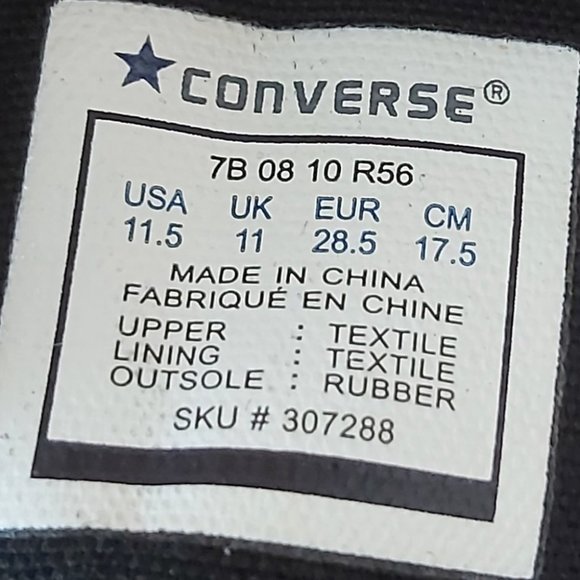 CONVERSE®
7B 08 10 R56
USA UK EUR CM
11.5 11 28.5 17.5
MADE IN CHINA
FABRIQUÉ EN CHINE
UPPER : TEXTILE
LINING : TEXTILE
OUTSOLE : RUBBER
SKU # 307288